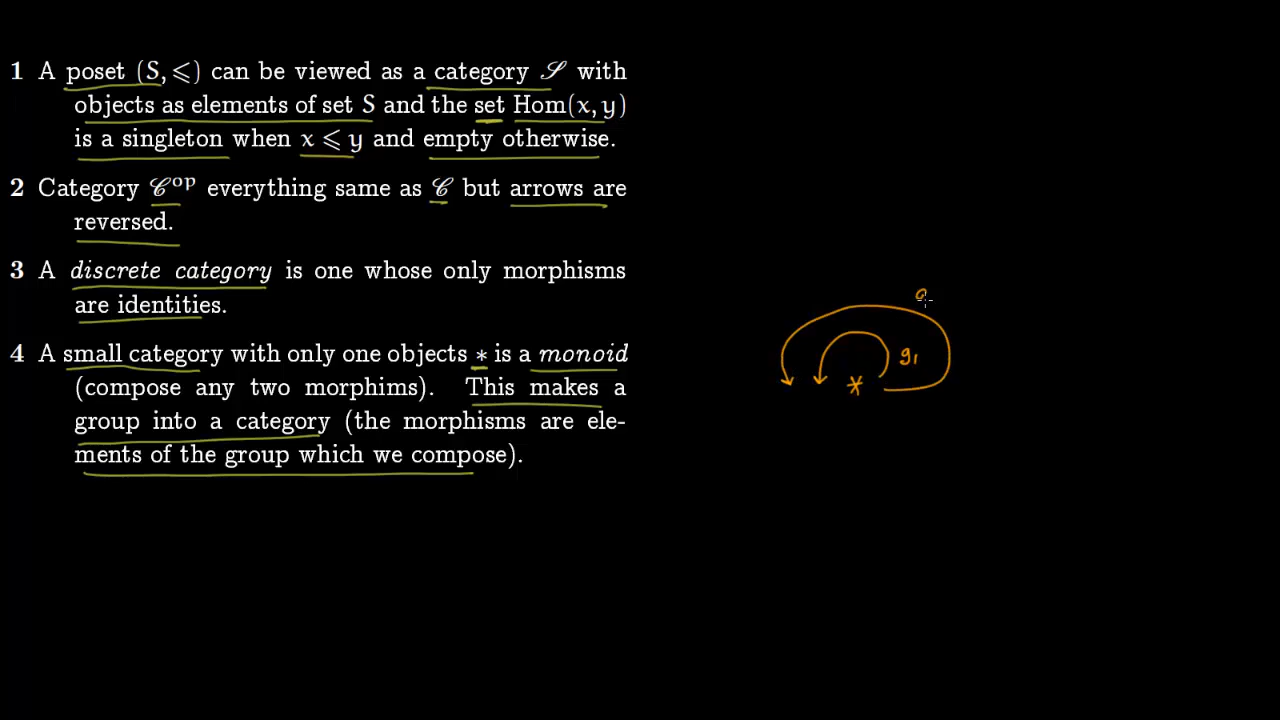 1 A poset (S, ⩽) can be viewed as a category 𝒮 with
objects as elements of set S and the set Hom(x, y)
is a singleton when x ⩽ y and empty otherwise.
2 Category 𝒞ᵒᵖ everything same as 𝒞 but arrows are
reversed.
3 A discrete category is one whose only morphisms
are identities.
4 A small category with only one objects * is a monoid
(compose any two morphims). This makes a
group into a category (the morphisms are ele-
ments of the group which we compose).
g₁
*